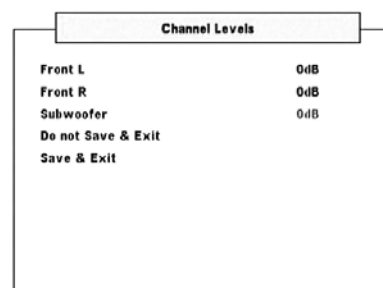 Channel Levels
Front L 0dB
Front R 0dB
Subwoofer 0dB
Do not Save & Exit
Save & Exit